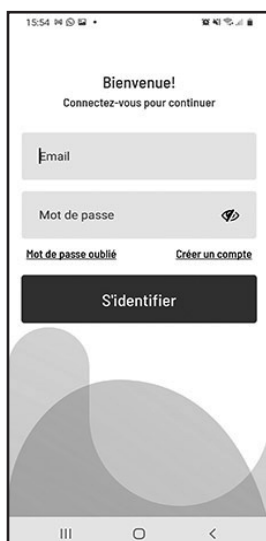 15:54
Bienvenue!
Connectez-vous pour continuer
Email
Mot de passe
Mot de passe oublié Créer un compte
S'identifier